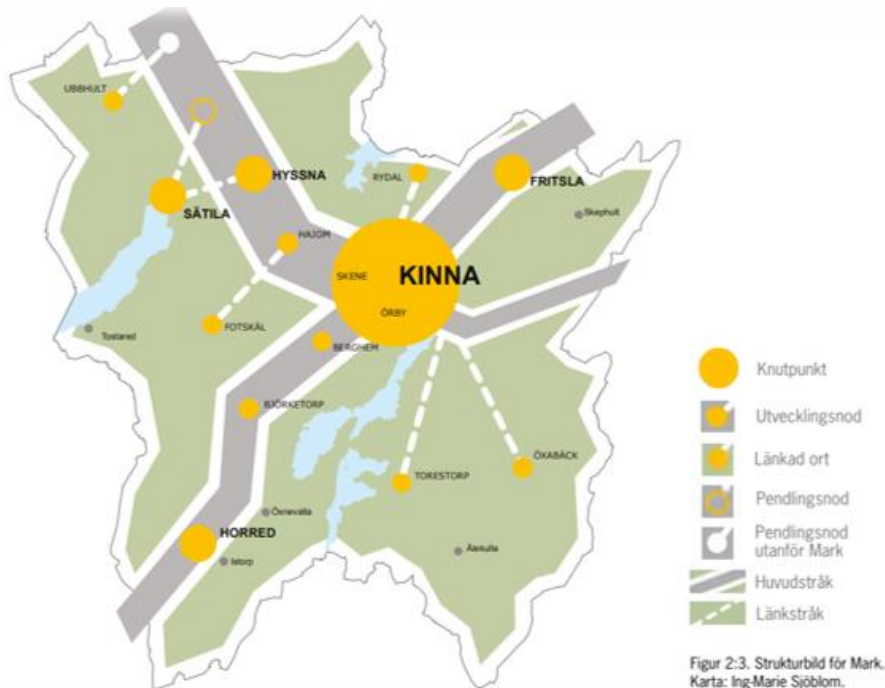 UBBHULT
HYSSNA
SÄTILA
RYDAL
FRITSLA
Skephult
HAJOM
SKENE
KINNA
ÖRBY
FOTSKÄL
Tostared
BERGHEM
BJÖRKETORP
ÖXABÄCK
TORESTORP
Öxnevalla
HORRED
Istorp
Älekulla
Knutpunkt
Utvecklingsnod
Länkad ort
Pendlingsnod
Pendlingsnod
utanför Mark
Huvudstråk
Länkstråk
Figur 2:3. Strukturbild för Mark.
Karta: Ing-Marie Sjöblom.